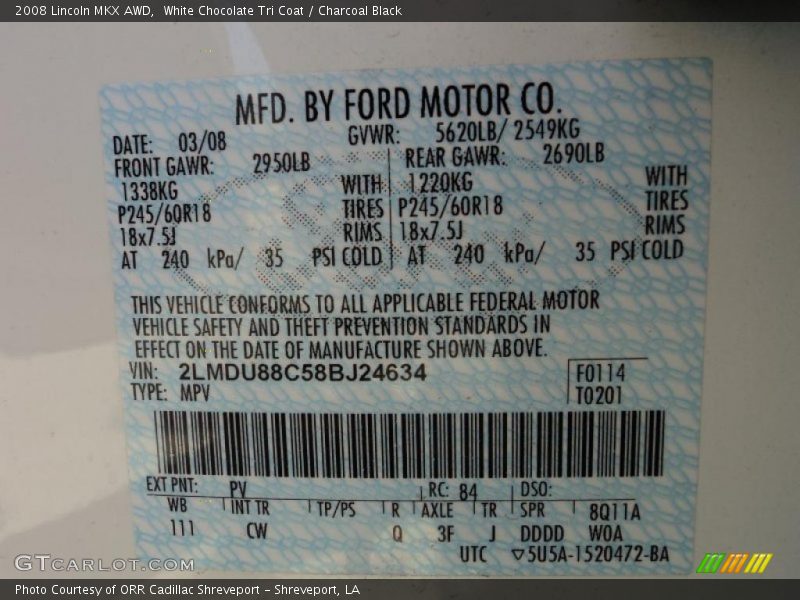 2008 Lincoln MKX AWD,  White Chocolate Tri Coat / Charcoal Black
MFD. BY FORD MOTOR CO.
DATE: 03/08 GVWR: 5620LB/ 2549KG
FRONT GAWR: 2950LB REAR GAWR: 2690LB
1338KG WITH 1220KG WITH
P245/60R18 TIRES P245/60R18 TIRES
18x7.5J RIMS 18x7.5J RIMS
AT 240 kPa/ 35 PSI COLD AT 240 kPa/ 35 PSI COLD
THIS VEHICLE CONFORMS TO ALL APPLICABLE FEDERAL MOTOR
VEHICLE SAFETY AND THEFT PREVENTION STANDARDS IN
EFFECT ON THE DATE OF MANUFACTURE SHOWN ABOVE.
VIN: 2LMDU88C58BJ24634 F0114
TYPE: MPV T0201
EXT PNT: PV RC: 84 DSO:
WB INT TR TP/PS R AXLE TR SPR 8Q11A
111 CW Q 3F J DDDD W0A
UTC ▽5U5A-1520472-BA
GTCARLOT.COM
Photo Courtesy of ORR Cadillac Shreveport - Shreveport, LA